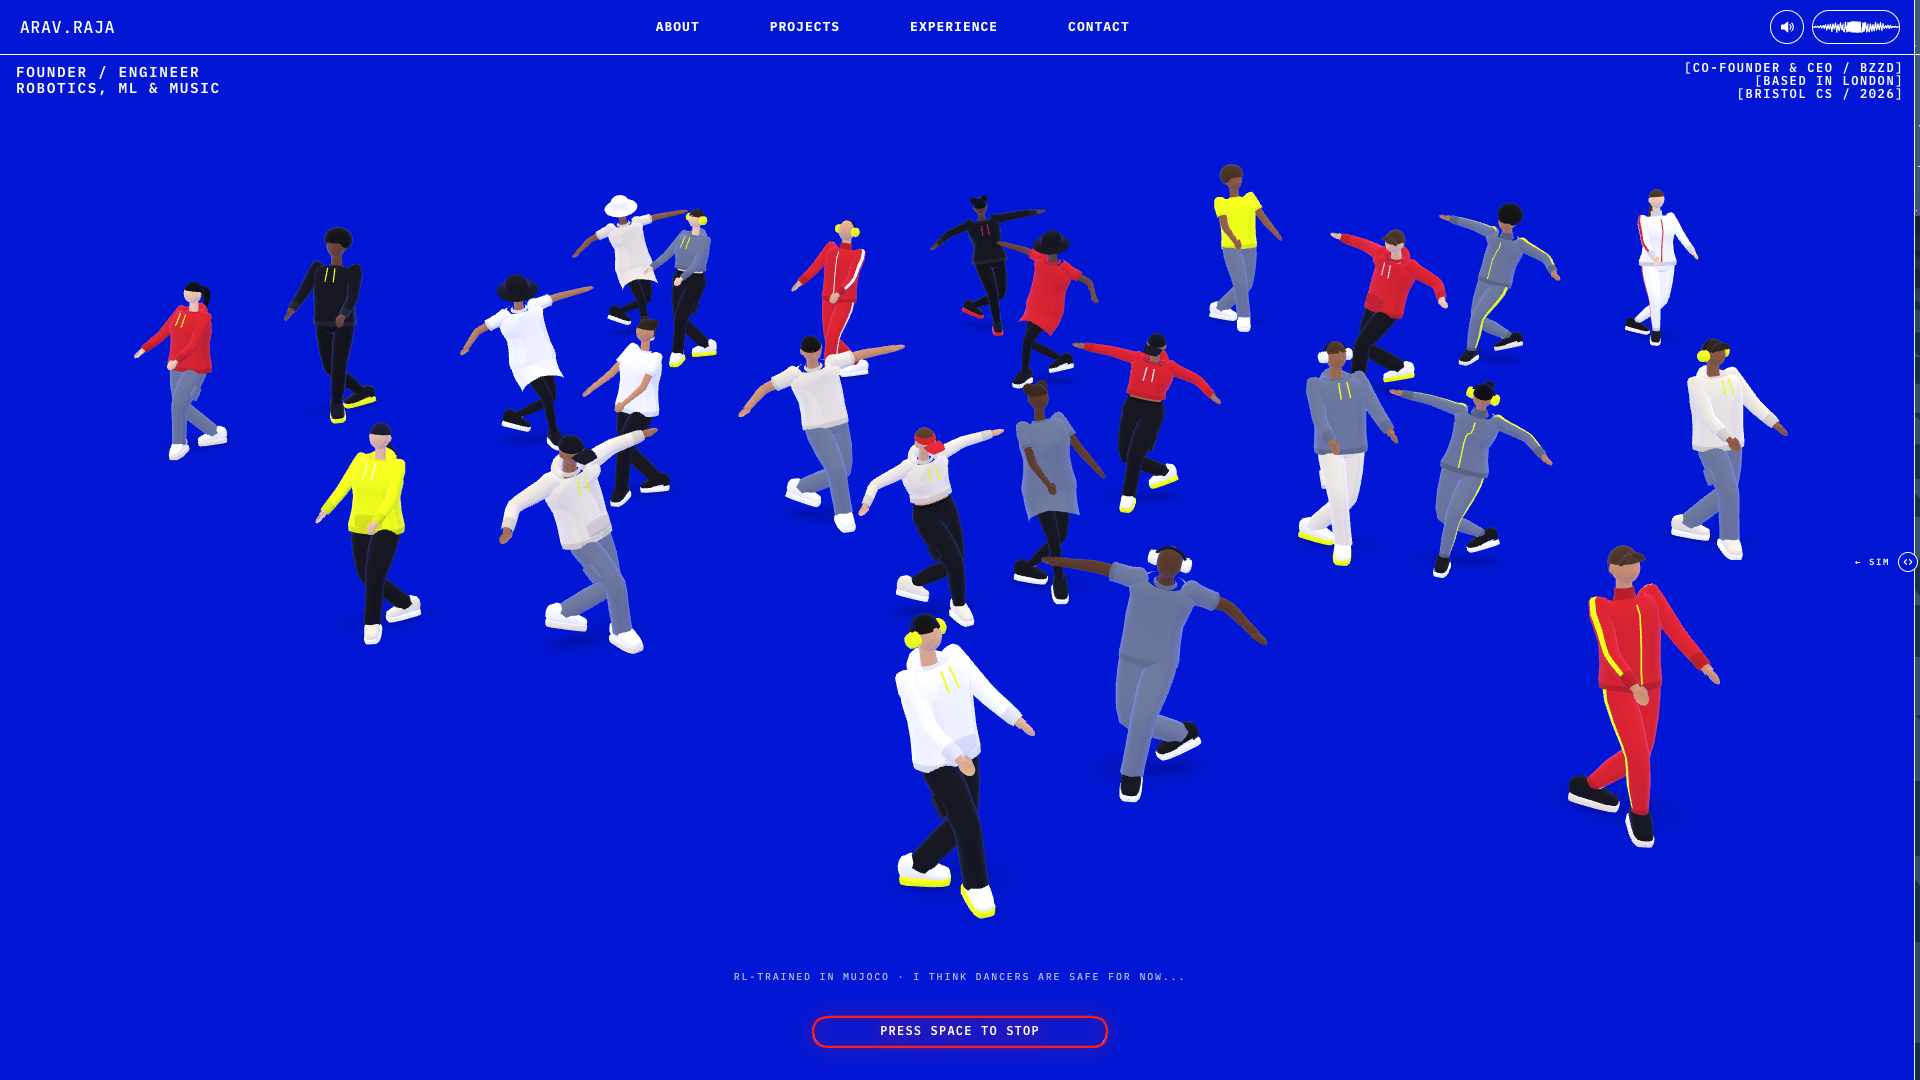 ARAV.RAJA
ABOUT
PROJECTS
EXPERIENCE
CONTACT
FOUNDER / ENGINEER
ROBOTICS, ML & MUSIC
[CO-FOUNDER & CEO / BZZD]
[BASED IN LONDON]
[BRISTOL CS / 2026]
← SIM
RL-TRAINED IN MUJOCO · I THINK DANCERS ARE SAFE FOR NOW...
PRESS SPACE TO STOP